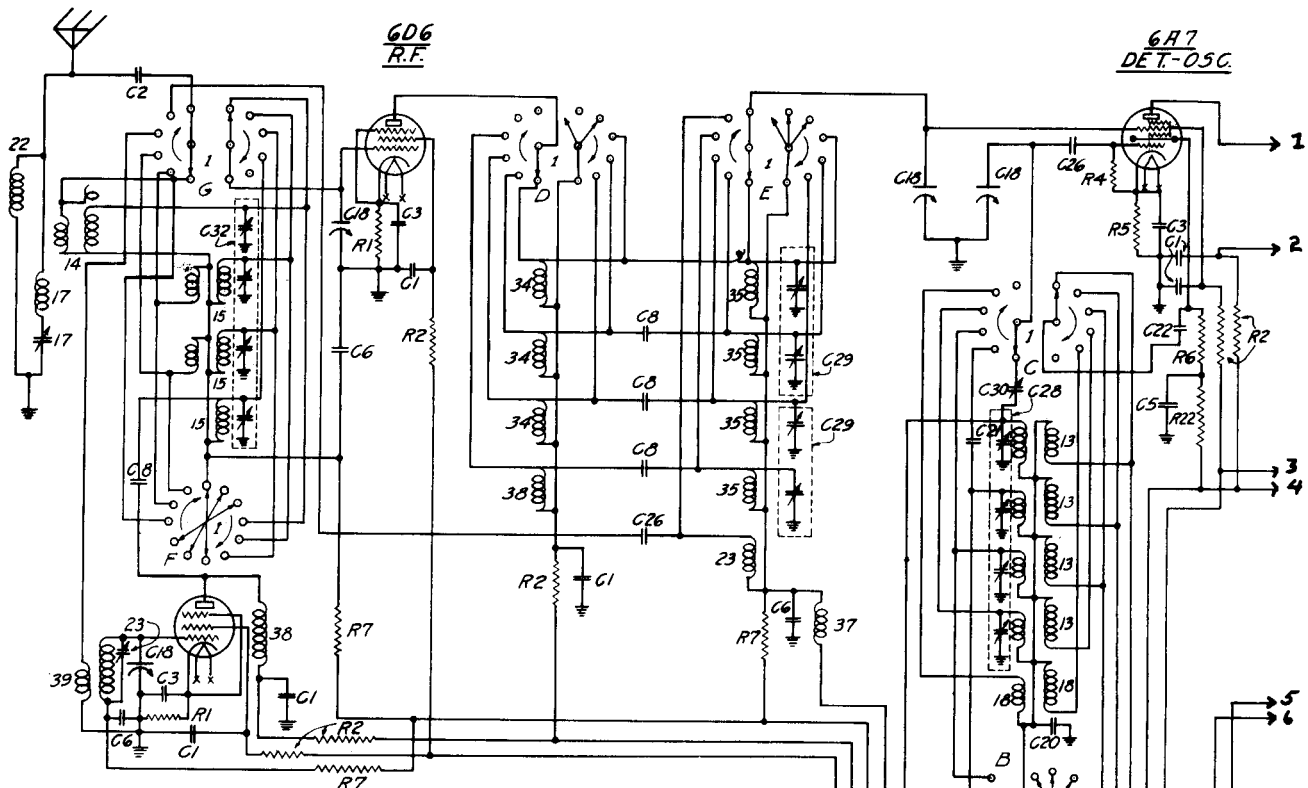 6D6
R.F.
6A7
DET.-OSC.
C2
22
1
G
1
D
1
E
C26
1
C18
C3
C18
C18
R4
C32
R1
R5
C3
C1
2
14
C1
17
15
34
35
17
C6
R2
C8
1
C22
R2
15
34
35
C29
C
R6
C30
C28
C8
C5
R22
15
34
35
C29
C21
13
C8
C8
3
38
35
13
4
1
C26
F
23
13
R2
C1
23
38
R7
C6
37
13
C18
R7
39
C3
C1
18
18
5
R1
6
C6
C1
R2
C20
R7
B